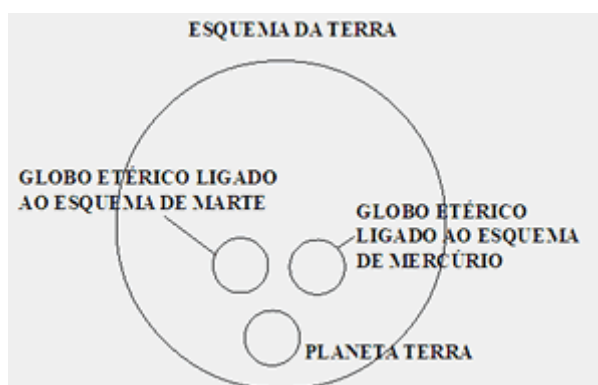 ESQUEMA DA TERRA
GLOBO ETÉRICO LIGADO
AO ESQUEMA DE MARTE
GLOBO ETÉRICO
LIGADO AO ESQUEMA
DE MERCÚRIO
PLANETA TERRA